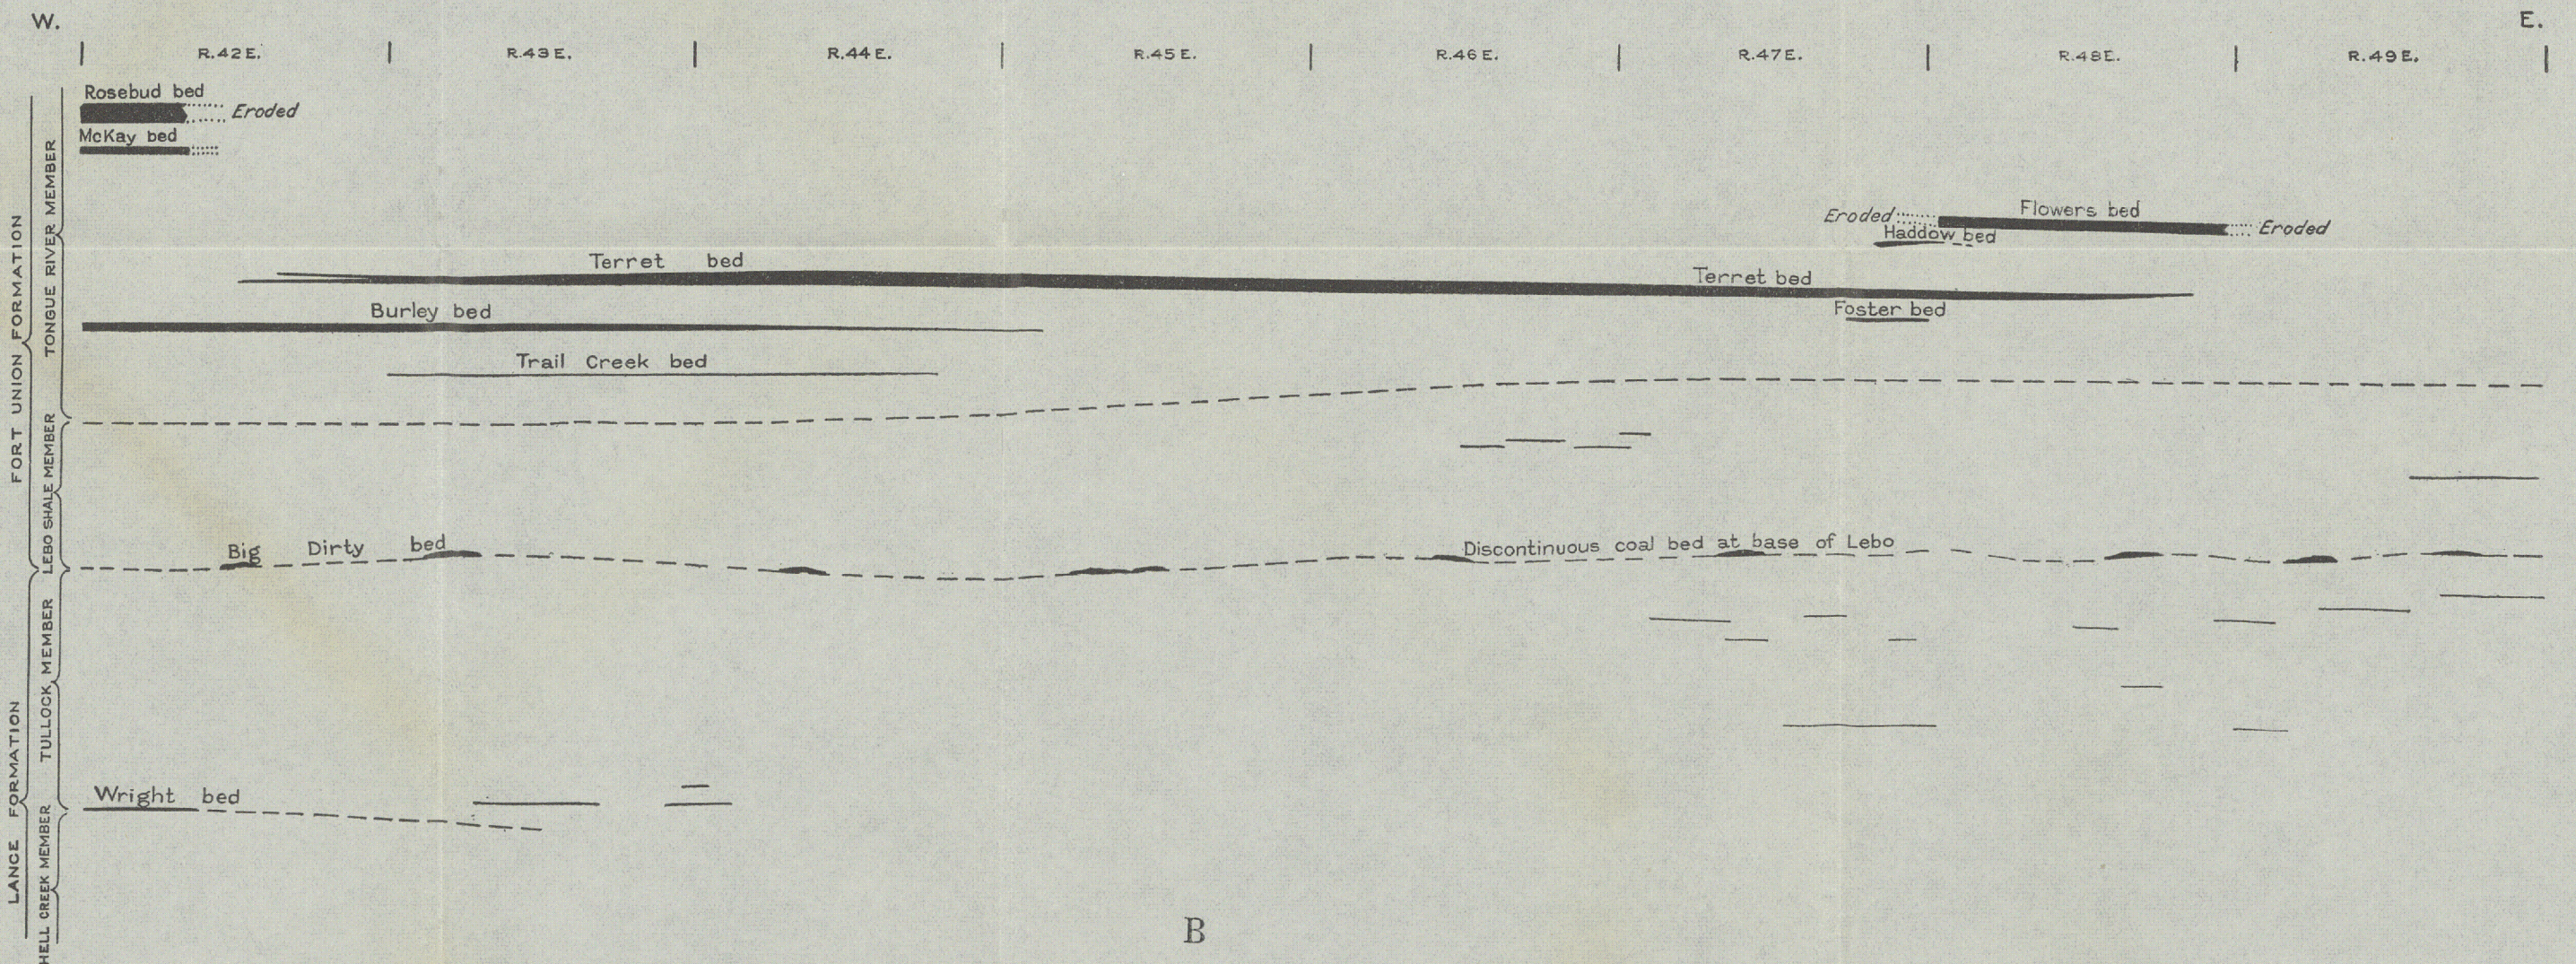 W.
E.
R.42E.
R.43E.
R.44E.
R.45E.
R.46E.
R.47E.
R.48E.
R.49E.
Rosebud bed
Eroded
McKay bed
Eroded
Flowers bed
Eroded
Haddow bed
Terret bed
Terret bed
Burley bed
Foster bed
Trail Creek bed
Big Dirty bed
Discontinuous coal bed at base of Lebo
Wright bed
FORT UNION FORMATION
LANCE FORMATION
TONGUE RIVER MEMBER
LEBO SHALE MEMBER
TULLOCK MEMBER
HELL CREEK MEMBER
B